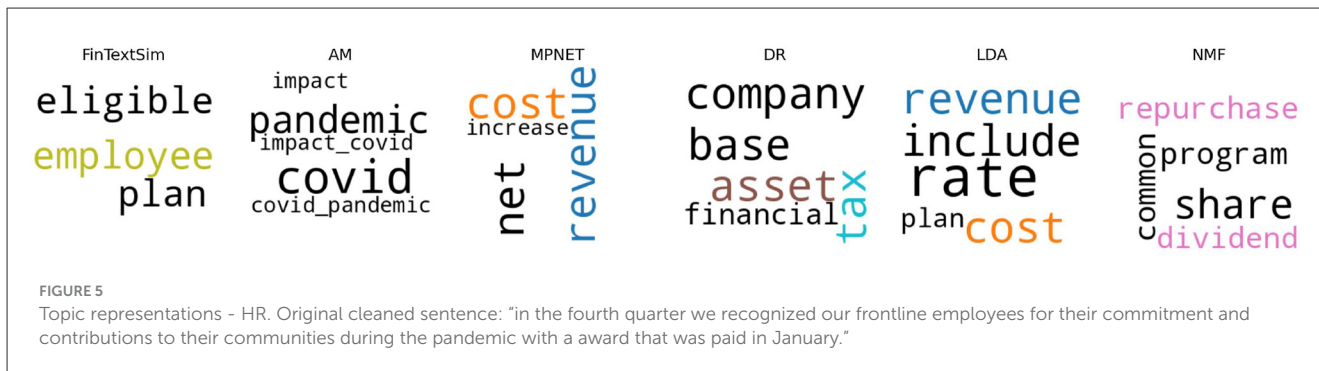 FinTextSim
eligible
employee
plan
AM
impact
pandemic
impact_covid
covid
covid_pandemic
MPNET
cost
increase
net
revenue
DR
company
base
asset
financial
tax
LDA
revenue
include
rate
plan
cost
NMF
repurchase
common
program
share
dividend
FIGURE 5
Topic representations - HR. Original cleaned sentence: “in the fourth quarter we recognized our frontline employees for their commitment and
contributions to their communities during the pandemic with a award that was paid in January.”